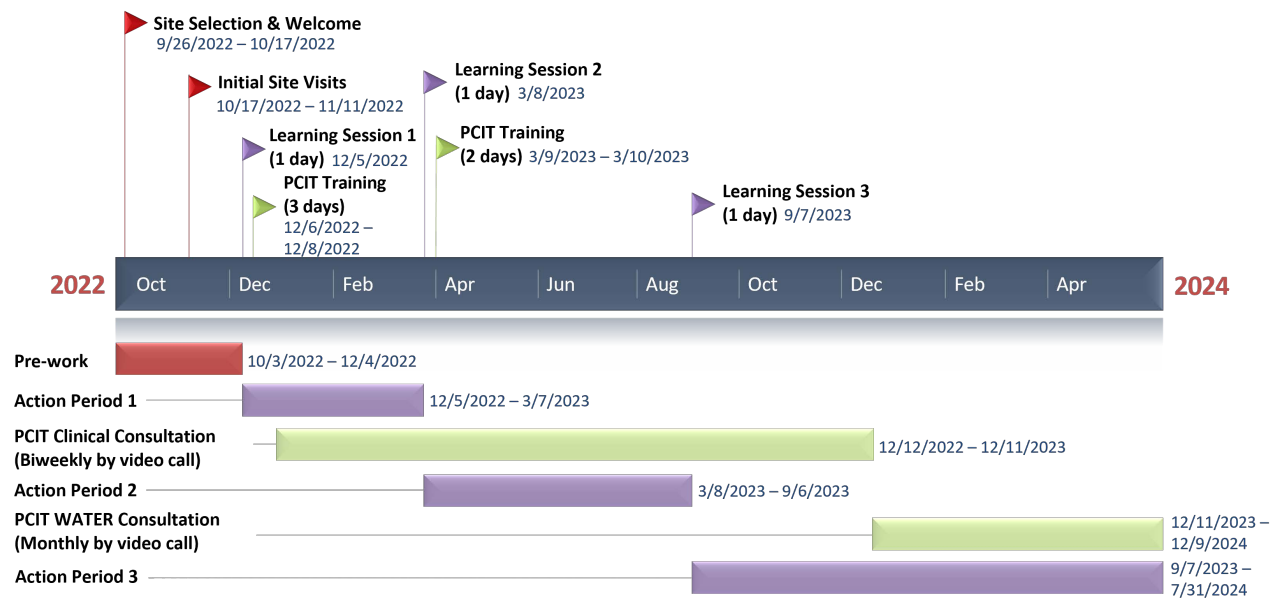 Site Selection & Welcome
9/26/2022 – 10/17/2022
Initial Site Visits
10/17/2022 – 11/11/2022
Learning Session 1
(1 day) 12/5/2022
PCIT Training
(3 days)
12/6/2022 –
12/8/2022
Learning Session 2
(1 day) 3/8/2023
PCIT Training
(2 days) 3/9/2023 – 3/10/2023
Learning Session 3
(1 day) 9/7/2023
2022 Oct Dec Feb Apr Jun Aug Oct Dec Feb Apr 2024
Pre-work 10/3/2022 – 12/4/2022
Action Period 1 12/5/2022 – 3/7/2023
PCIT Clinical Consultation
(Biweekly by video call) 12/12/2022 – 12/11/2023
Action Period 2 3/8/2023 – 9/6/2023
PCIT WATER Consultation
(Monthly by video call)
12/11/2023 –
12/9/2024
Action Period 3
9/7/2023 –
7/31/2024